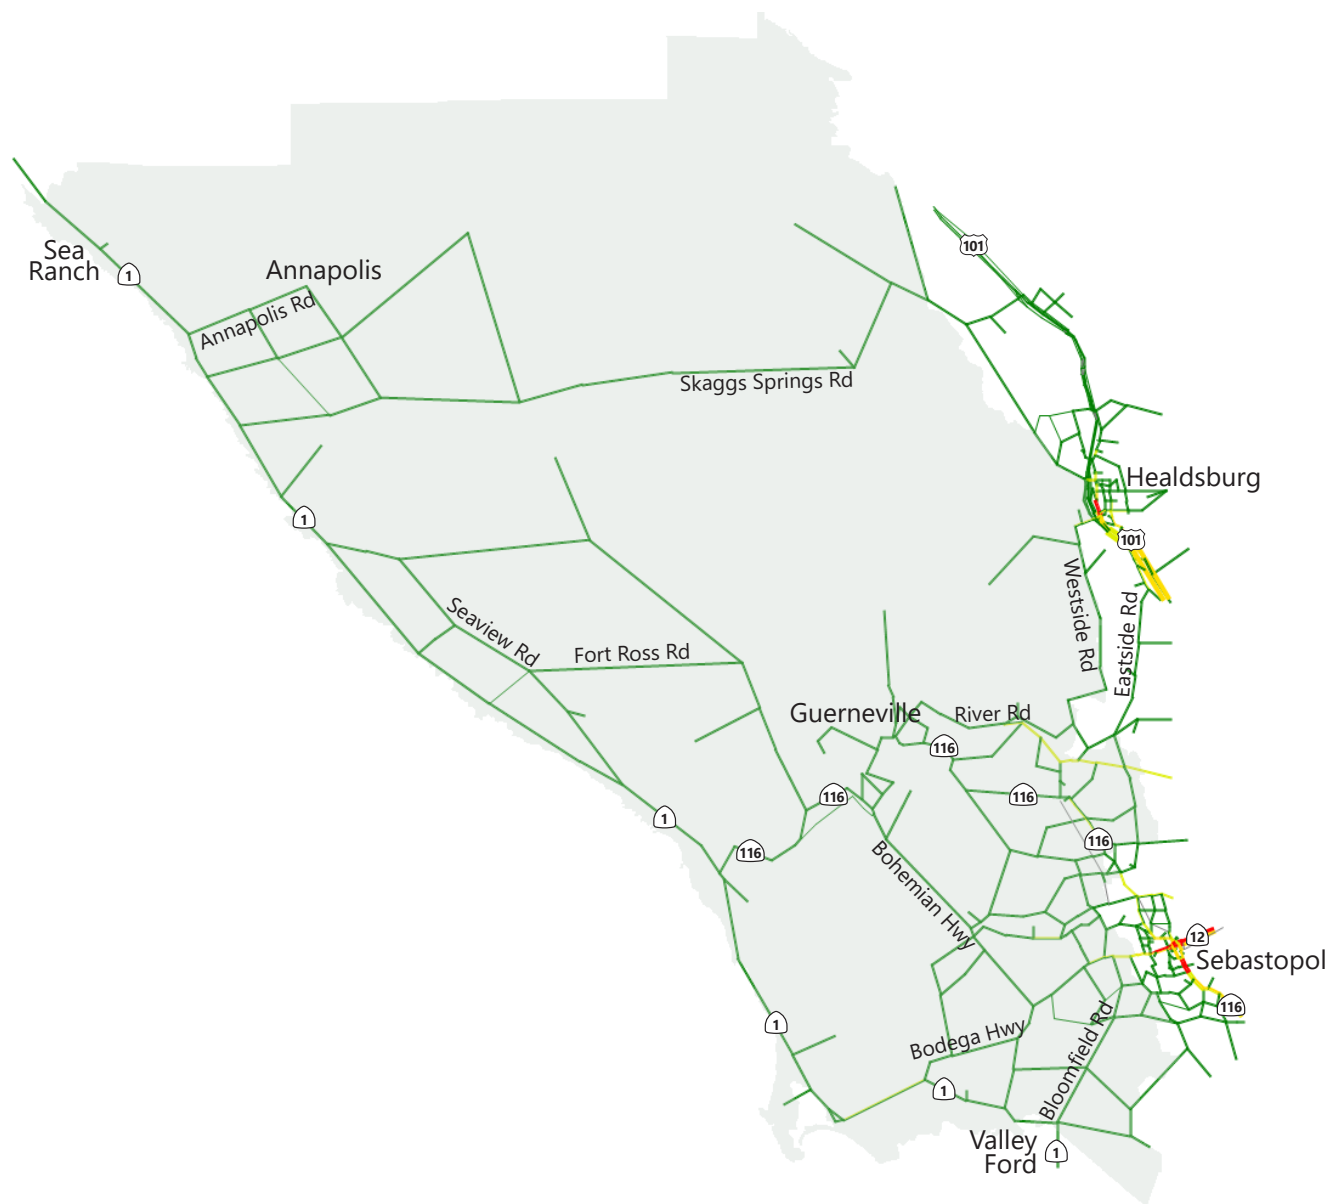 101
Sea
Ranch
1
Annapolis
Annapolis Rd
Skaggs Springs Rd
Healdsburg
1
101
Westside Rd
Eastside Rd
Seaview Rd
Fort Ross Rd
Guerneville
River Rd
116
116
116
1
116
116
Bohemian Hwy
12
Sebastopol
116
1
Bodega Hwy
Bloomfield Rd
1
Valley
Ford
1